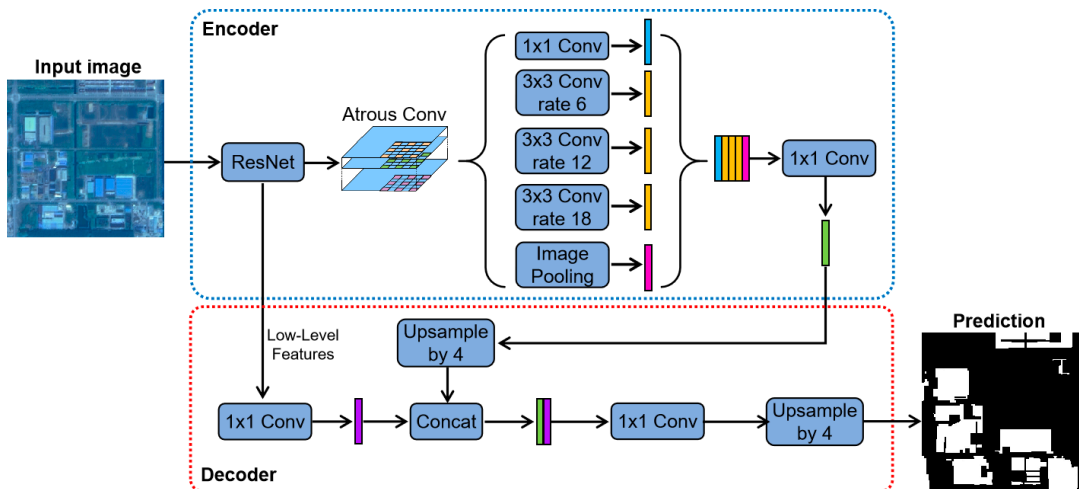 Encoder
Input image
ResNet
Atrous Conv
1x1 Conv
3x3 Conv
rate 6
3x3 Conv
rate 12
3x3 Conv
rate 18
Image
Pooling
1x1 Conv
Low-Level
Features
Upsample
by 4
1x1 Conv
Concat
1x1 Conv
Upsample
by 4
Prediction
Decoder